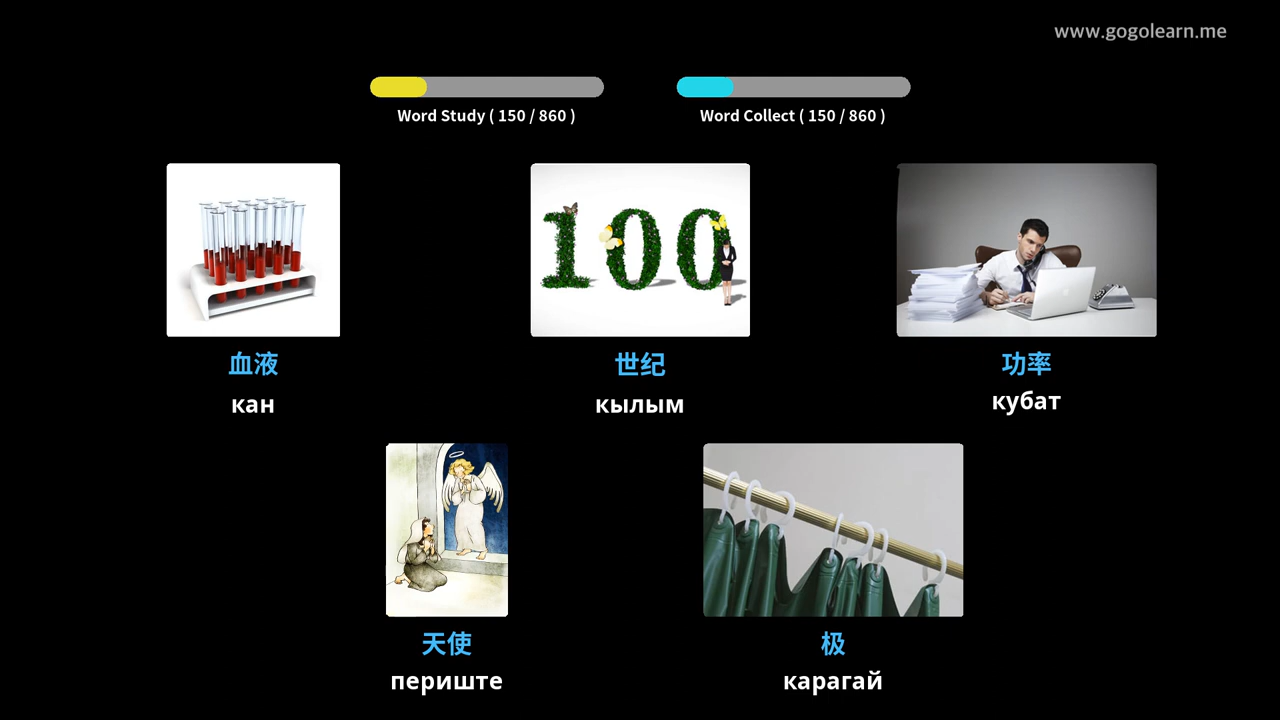 www.gogolearn.me
Word Study ( 150 / 860 )
Word Collect ( 150 / 860 )
100
血液
кан
世纪
кылым
功率
кубат
天使
периште
极
карагай